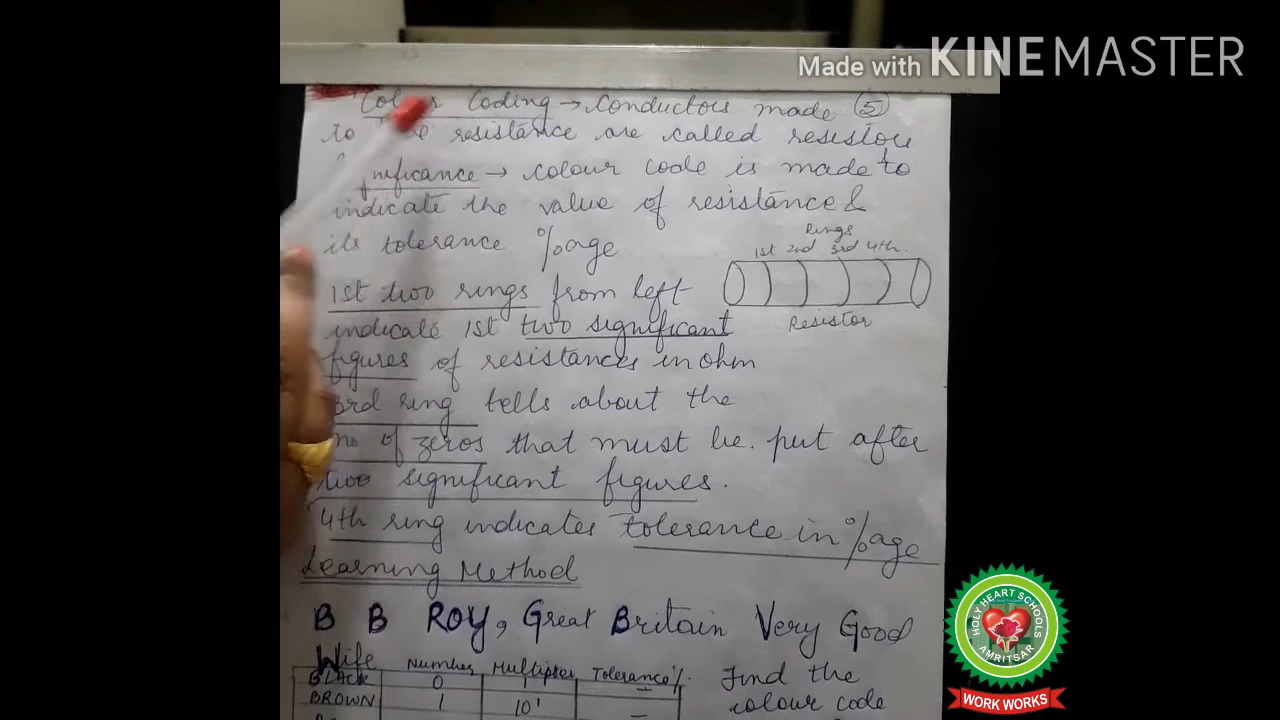 Made with KINEMASTER
Coding → Conductors made 5
to resistance are called resistors
→ colour code is made to
indicate the value of resistance &
its tolerance %age
Rings
1st 2nd 3rd 4th
1st two rings from left
Resistor
indicate 1st two significant
figures of resistances in ohm
3rd ring tells about the
no of zeros that must be put after
two significant figures.
4th ring indicates tolerance in %age
Learning Method
B B ROY, Great Britain Very Good
Wife
Number Multiplier Tolerance %
BLACK 0 1 —
BROWN 1 10¹ —
Find the
colour code
HOLY HEART SCHOOLS
AMRITSAR
WORK WORKS